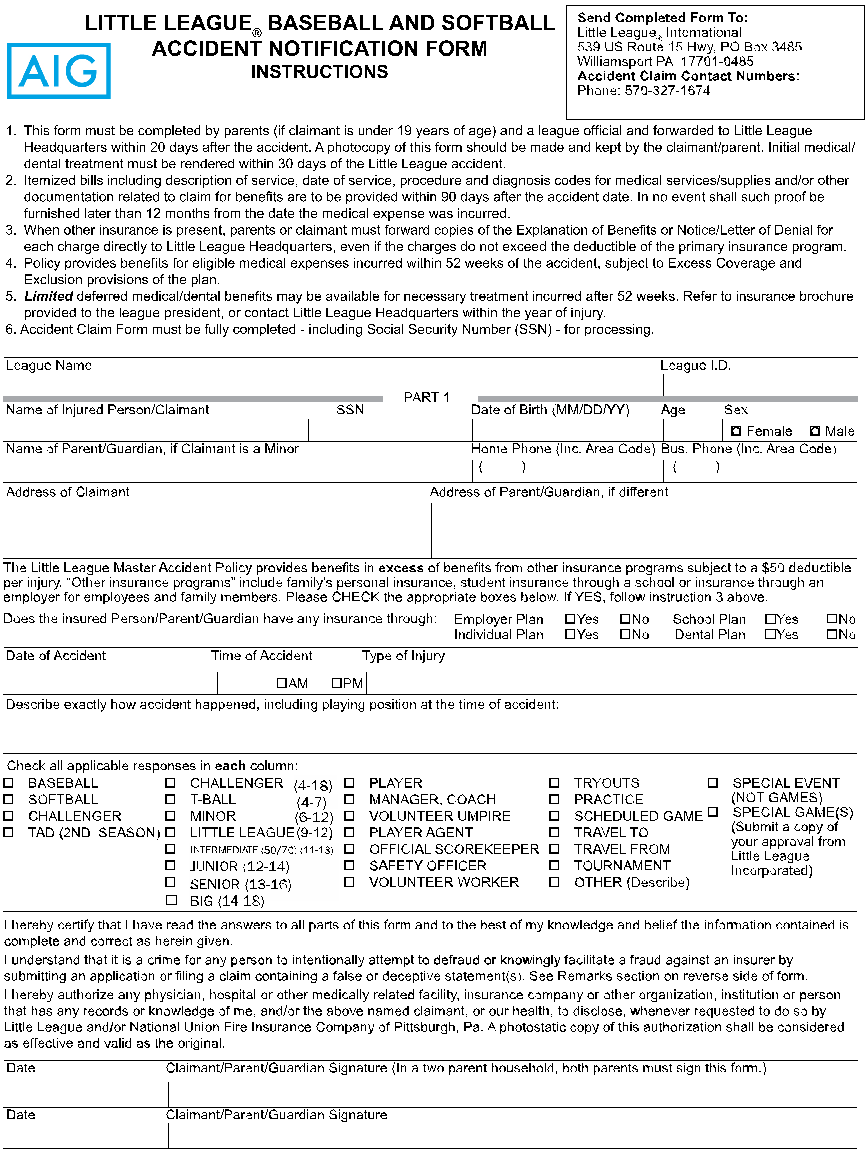 LITTLE LEAGUE® BASEBALL AND SOFTBALL
ACCIDENT NOTIFICATION FORM
INSTRUCTIONS
AIG
Send Completed Form To:
Little League® International
539 US Route 15 Hwy, PO Box 3485
Williamsport PA 17701-0485
Accident Claim Contact Numbers:
Phone: 570-327-1674
1. This form must be completed by parents (if claimant is under 19 years of age) and a league official and forwarded to Little League
Headquarters within 20 days after the accident. A photocopy of this form should be made and kept by the claimant/parent. Initial medical/
dental treatment must be rendered within 30 days of the Little League accident.
2. Itemized bills including description of service, date of service, procedure and diagnosis codes for medical services/supplies and/or other
documentation related to claim for benefits are to be provided within 90 days after the accident date. In no event shall such proof be
furnished later than 12 months from the date the medical expense was incurred.
3. When other insurance is present, parents or claimant must forward copies of the Explanation of Benefits or Notice/Letter of Denial for
each charge directly to Little League Headquarters, even if the charges do not exceed the deductible of the primary insurance program.
4. Policy provides benefits for eligible medical expenses incurred within 52 weeks of the accident, subject to Excess Coverage and
Exclusion provisions of the plan.
5. Limited deferred medical/dental benefits may be available for necessary treatment incurred after 52 weeks. Refer to insurance brochure
provided to the league president, or contact Little League Headquarters within the year of injury.
6. Accident Claim Form must be fully completed - including Social Security Number (SSN) - for processing.
League Name League I.D.
PART 1
Name of Injured Person/Claimant SSN Date of Birth (MM/DD/YY) Age Sex
☐ Female ☐ Male
Name of Parent/Guardian, if Claimant is a Minor Home Phone (Inc. Area Code) Bus. Phone (Inc. Area Code)
( ) ( )
Address of Claimant Address of Parent/Guardian, if different
The Little League Master Accident Policy provides benefits in excess of benefits from other insurance programs subject to a $50 deductible
per injury. "Other insurance programs" include family's personal insurance, student insurance through a school or insurance through an
employer for employees and family members. Please CHECK the appropriate boxes below. If YES, follow instruction 3 above.
Does the insured Person/Parent/Guardian have any insurance through: Employer Plan ☐Yes ☐No School Plan ☐Yes ☐No
Individual Plan ☐Yes ☐No Dental Plan ☐Yes ☐No
Date of Accident Time of Accident Type of Injury
☐AM ☐PM
Describe exactly how accident happened, including playing position at the time of accident:
Check all applicable responses in each column:
☐ BASEBALL ☐ CHALLENGER (4-18) ☐ PLAYER ☐ TRYOUTS ☐ SPECIAL EVENT
☐ SOFTBALL ☐ T-BALL (4-7) ☐ MANAGER, COACH ☐ PRACTICE (NOT GAMES)
☐ CHALLENGER ☐ MINOR (6-12) ☐ VOLUNTEER UMPIRE ☐ SCHEDULED GAME ☐ SPECIAL GAME(S)
☐ TAD (2ND SEASON) ☐ LITTLE LEAGUE(9-12) ☐ PLAYER AGENT ☐ TRAVEL TO (Submit a copy of
☐ INTERMEDIATE (50/70) (11-13) ☐ OFFICIAL SCOREKEEPER ☐ TRAVEL FROM your approval from
☐ JUNIOR (12-14) ☐ SAFETY OFFICER ☐ TOURNAMENT Little League
☐ SENIOR (13-16) ☐ VOLUNTEER WORKER ☐ OTHER (Describe) Incorporated)
☐ BIG (14-18)
I hereby certify that I have read the answers to all parts of this form and to the best of my knowledge and belief the information contained is
complete and correct as herein given.
I understand that it is a crime for any person to intentionally attempt to defraud or knowingly facilitate a fraud against an insurer by
submitting an application or filing a claim containing a false or deceptive statement(s). See Remarks section on reverse side of form.
I hereby authorize any physician, hospital or other medically related facility, insurance company or other organization, institution or person
that has any records or knowledge of me, and/or the above named claimant, or our health, to disclose, whenever requested to do so by
Little League and/or National Union Fire Insurance Company of Pittsburgh, Pa. A photostatic copy of this authorization shall be considered
as effective and valid as the original.
Date Claimant/Parent/Guardian Signature (In a two parent household, both parents must sign this form.)
Date Claimant/Parent/Guardian Signature